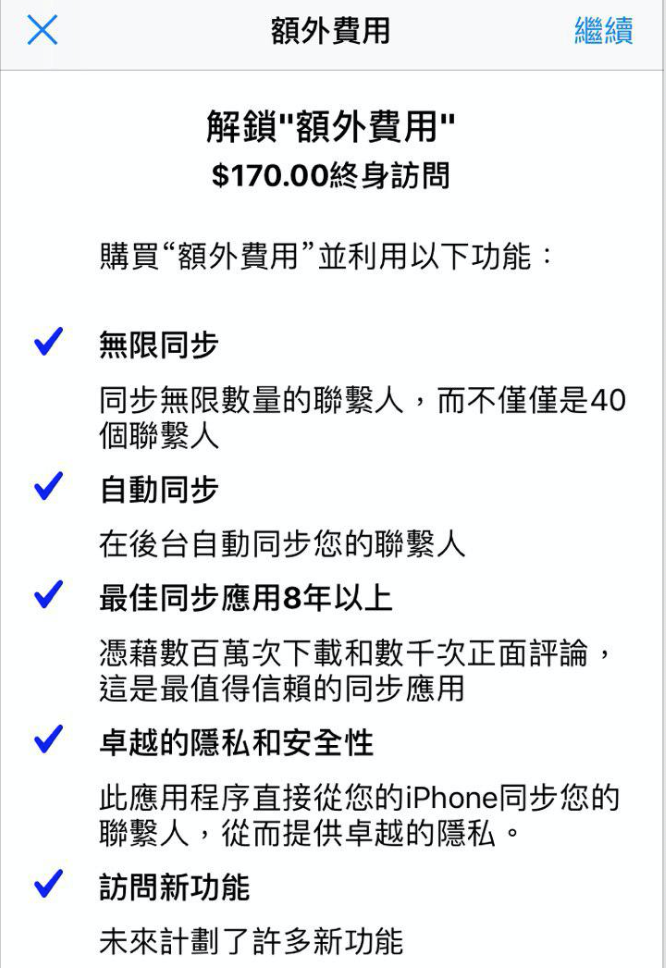 額外費用
繼續
解鎖"額外費用"
$170.00終身訪問
購買“額外費用”並利用以下功能：
無限同步
同步無限數量的聯繫人，而不僅僅是40
個聯繫人
自動同步
在後台自動同步您的聯繫人
最佳同步應用8年以上
憑藉數百萬次下載和數千次正面評論，
這是最值得信賴的同步應用
卓越的隱私和安全性
此應用程序直接從您的iPhone同步您的
聯繫人，從而提供卓越的隱私。
訪問新功能
未來計劃了許多新功能